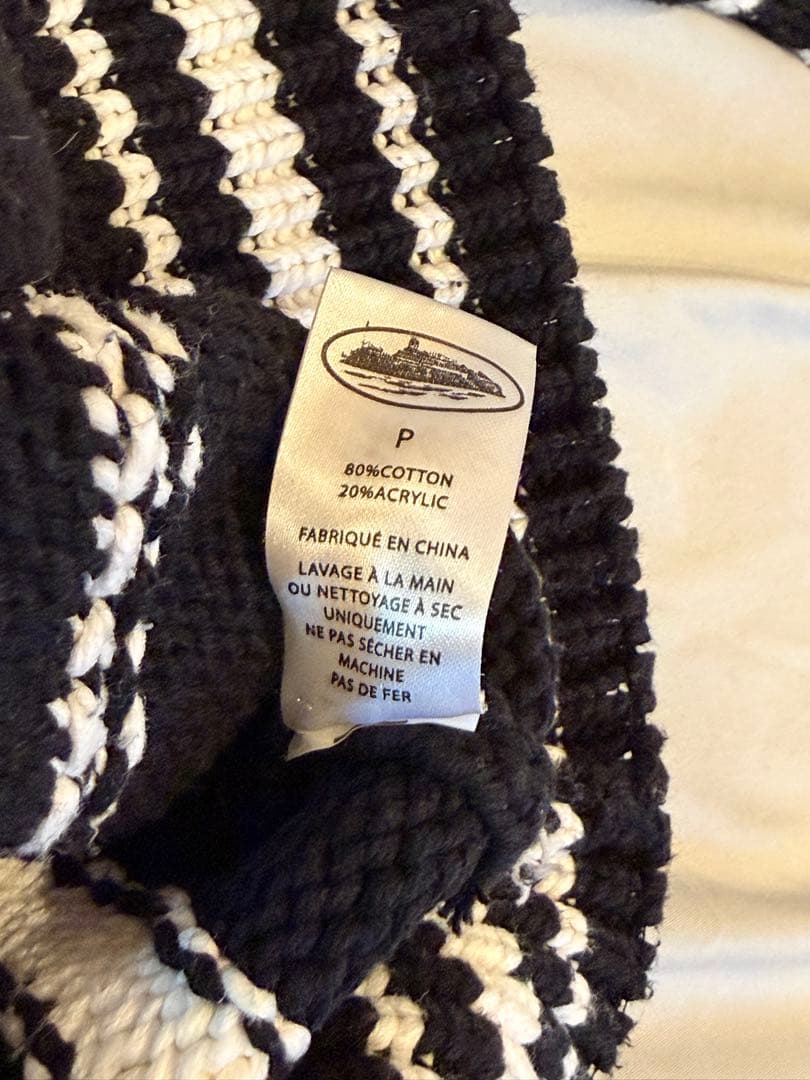 P
80%COTTON
20%ACRYLIC
FABRIQUÉ EN CHINA
LAVAGE À LA MAIN
OU NETTOYAGE À SEC
UNIQUEMENT
NE PAS SÉCHER EN
MACHINE
PAS DE FER